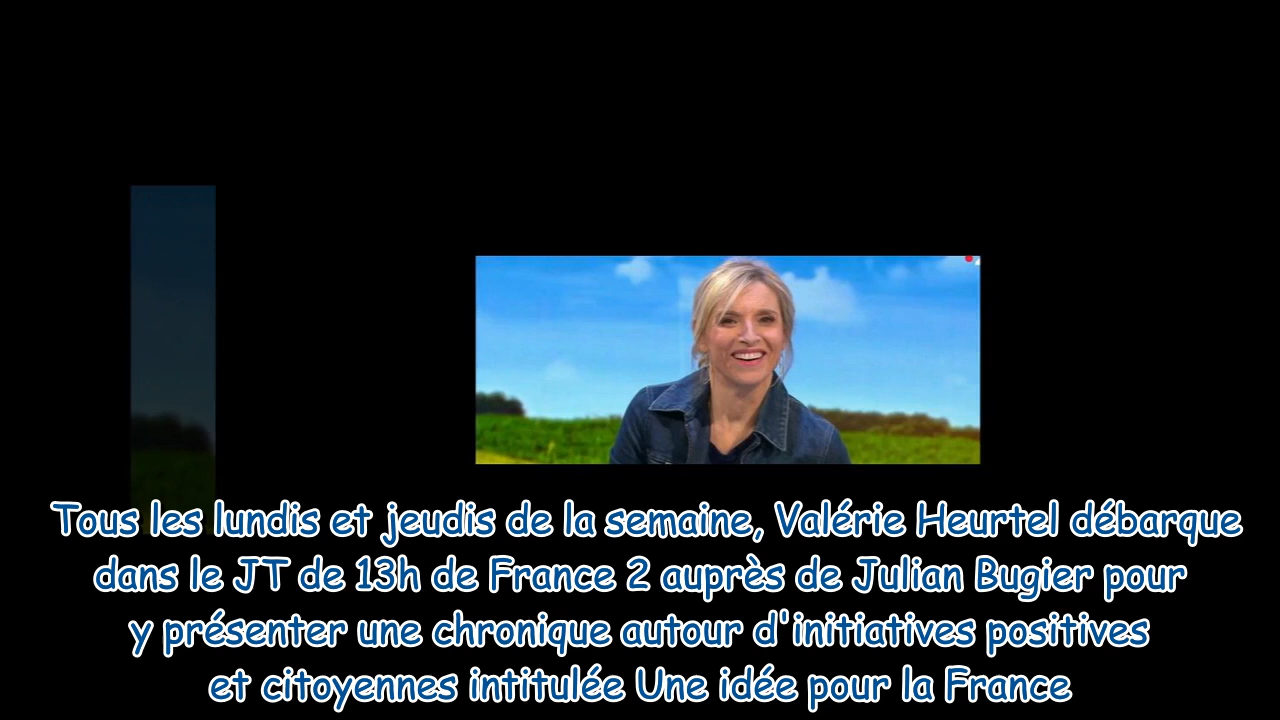 Tous les lundis et jeudis de la semaine, Valérie Heurtel débarque
dans le JT de 13h de France 2 auprès de Julian Bugier pour
y présenter une chronique autour d'initiatives positives
et citoyennes intitulée Une idée pour la France